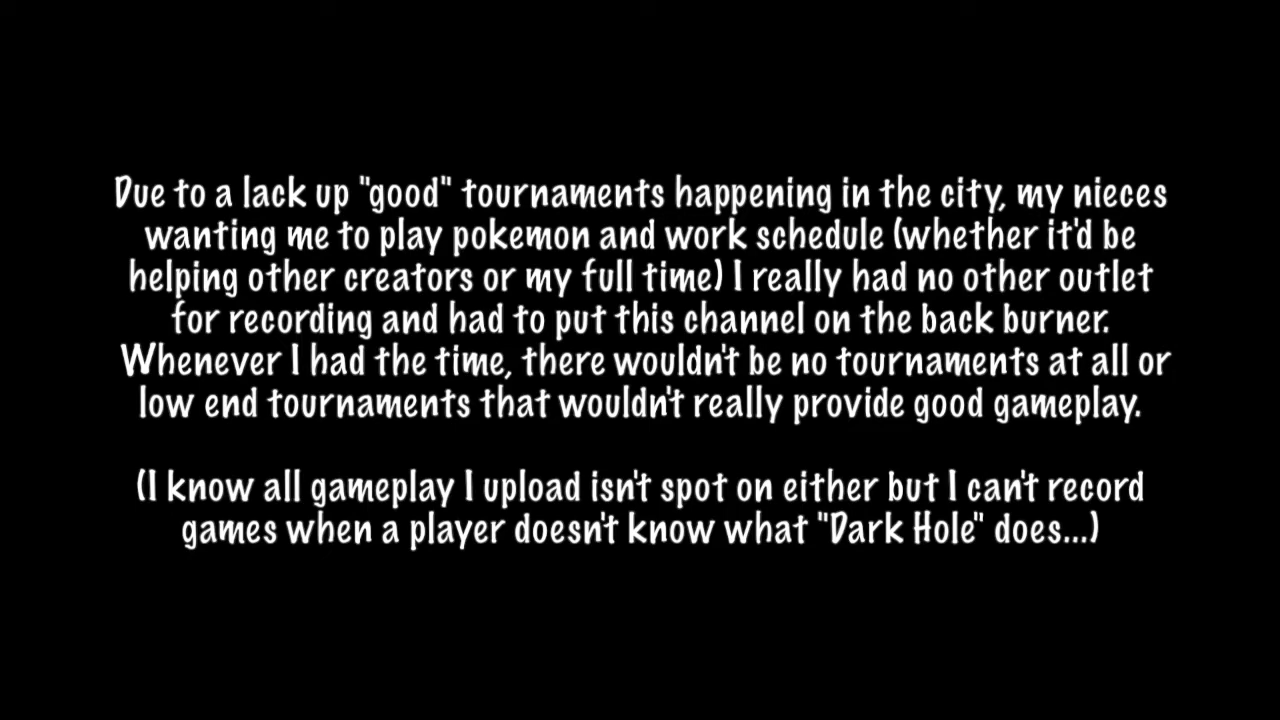 Due to a lack up "good" tournaments happening in the city, my nieces
wanting me to play pokemon and work schedule (whether it'd be
helping other creators or my full time) I really had no other outlet
for recording and had to put this channel on the back burner.
Whenever I had the time, there wouldn't be no tournaments at all or
low end tournaments that wouldn't really provide good gameplay.
(I know all gameplay I upload isn't spot on either but I can't record
games when a player doesn't know what "Dark Hole" does...)